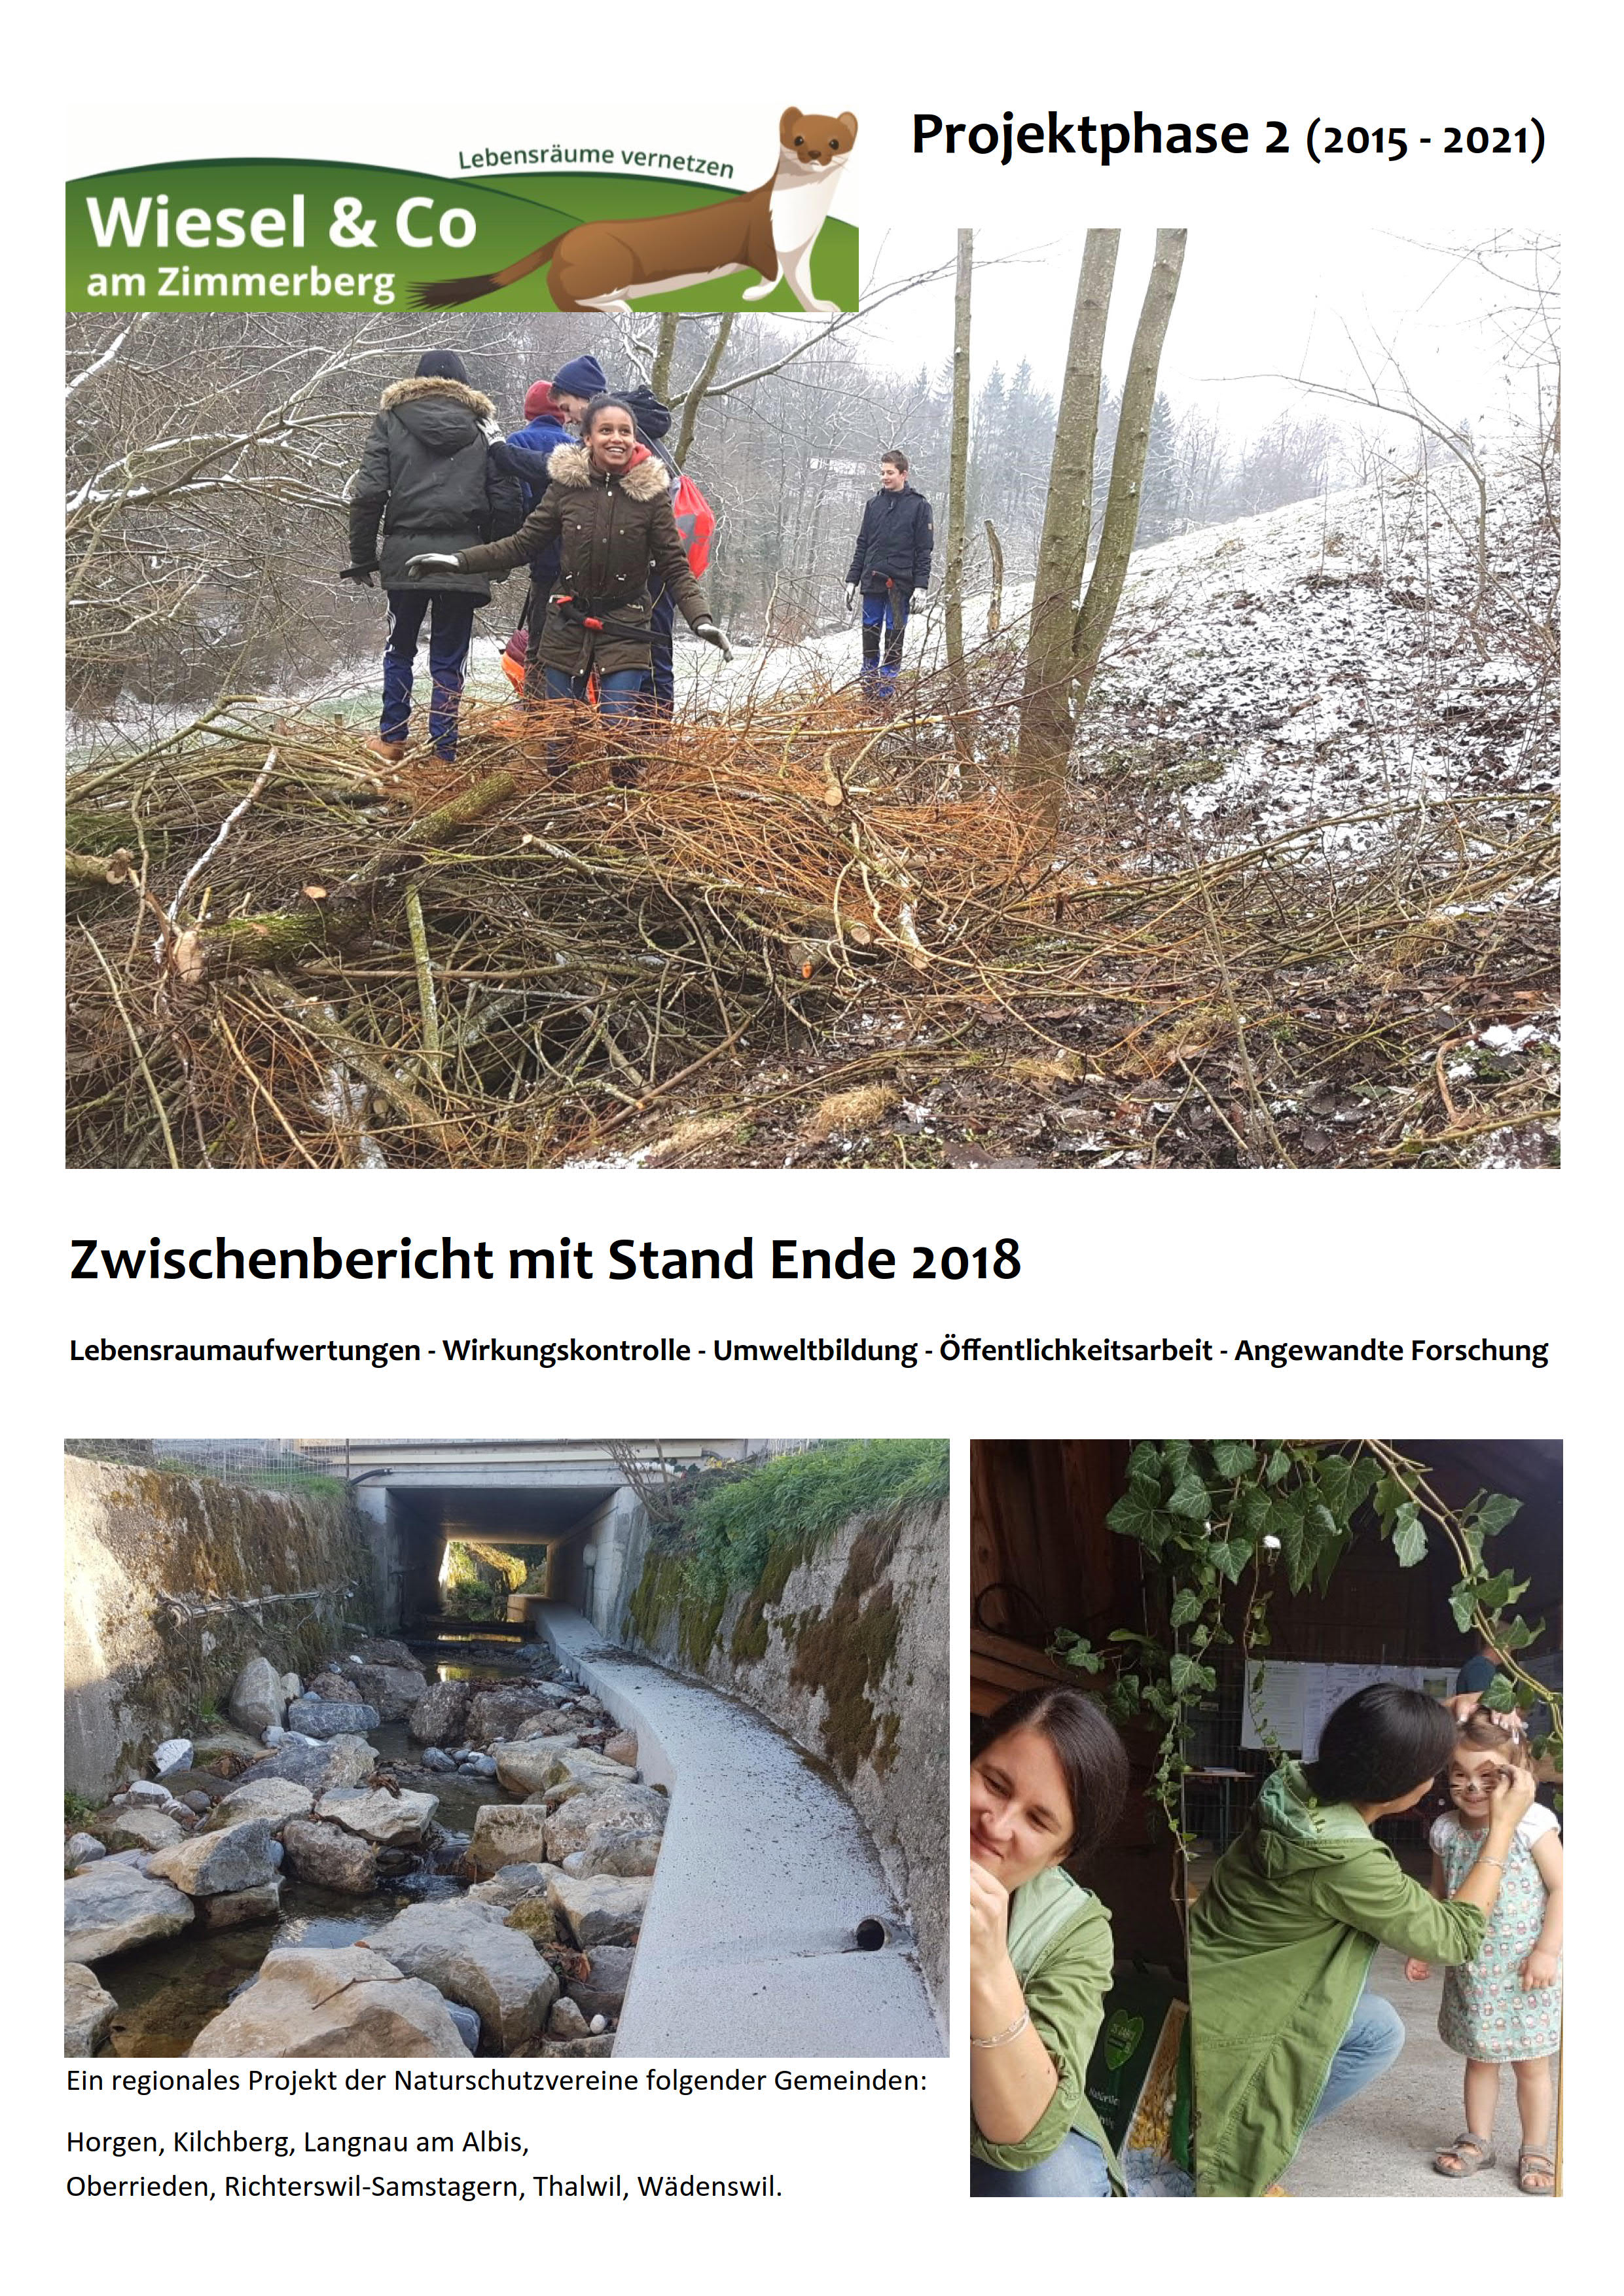 Projektphase 2 (2015 - 2021)
Lebensräume vernetzen
Wiesel & Co
am Zimmerberg
Zwischenbericht mit Stand Ende 2018
Lebensraumaufwertungen - Wirkungskontrolle - Umweltbildung - Öffentlichkeitsarbeit - Angewandte Forschung
Ein regionales Projekt der Naturschutzvereine folgender Gemeinden:
Horgen, Kilchberg, Langnau am Albis,
Oberrieden, Richterswil-Samstagern, Thalwil, Wädenswil.